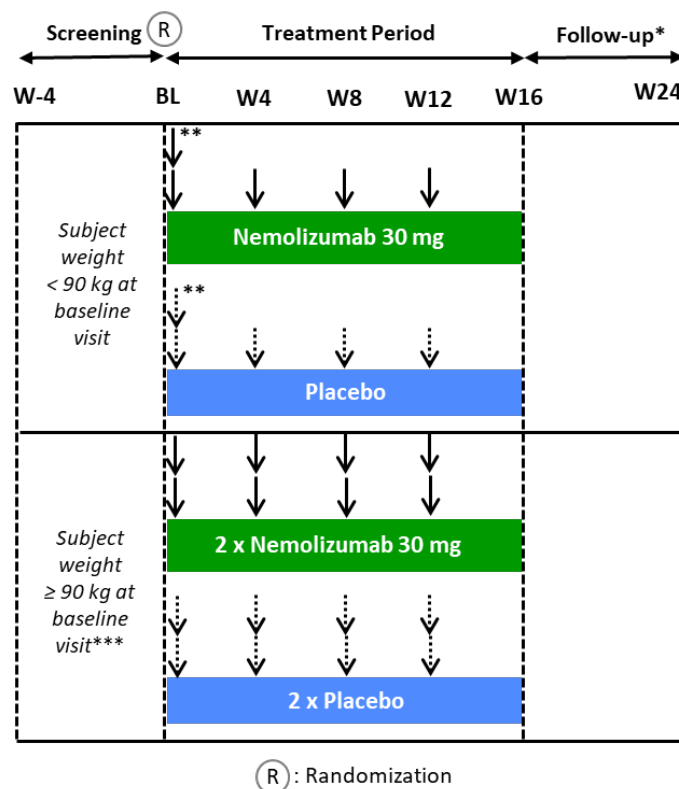 Screening R Treatment Period Follow-up*
W-4 BL W4 W8 W12 W16 W24
**
Subject
weight
< 90 kg at
baseline
visit
Nemolizumab 30 mg
**
Placebo
Subject
weight
≥ 90 kg at
baseline
visit***
2 x Nemolizumab 30 mg
2 x Placebo
R : Randomization